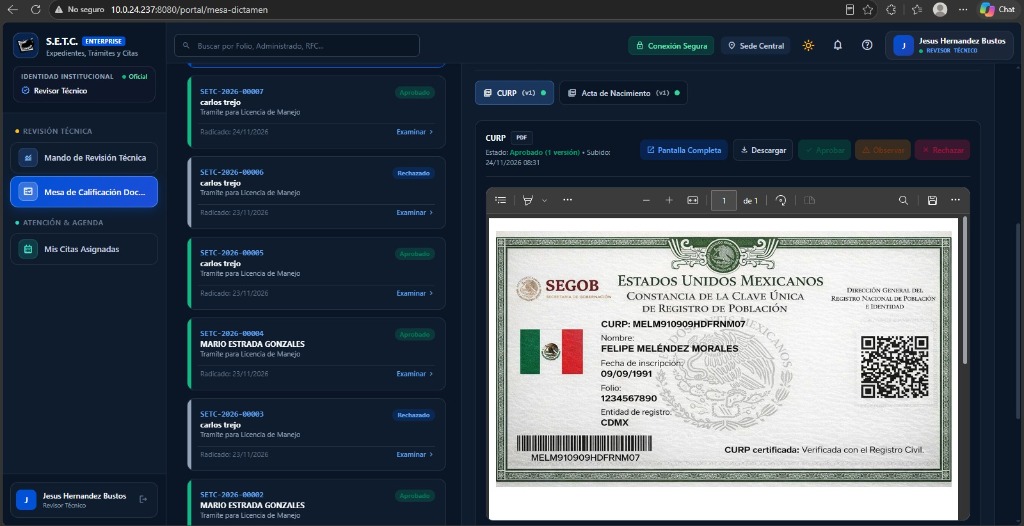 No seguro
10.0.24.237:8080/portal/mesa-dictamen
Chat
S.E.T.C. ENTERPRISE
Expedientes, Trámites y Citas
IDENTIDAD INSTITUCIONAL
Oficial
Revisor Técnico
REVISIÓN TÉCNICA
Mando de Revisión Técnica
Mesa de Calificación Doc...
ATENCIÓN & AGENDA
Mis Citas Asignadas
J
Jesus Hernandez Bustos
Revisor Técnico
Buscar por Folio, Administrado, RFC...
Conexión Segura
Sede Central
J
Jesus Hernandez Bustos
REVISOR TÉCNICO
SETC-2026-00007
Aprobado
carlos trejo
Tramite para Licencia de Manejo
Radicado: 24/11/2026
Examinar
SETC-2026-00006
Rechazado
carlos trejo
Tramite para Licencia de Manejo
Radicado: 23/11/2026
Examinar
SETC-2026-00005
Aprobado
carlos trejo
Tramite para Licencia de Manejo
Radicado: 23/11/2026
Examinar
SETC-2026-00004
Aprobado
MARIO ESTRADA GONZALES
Tramite para Licencia de Manejo
Radicado: 23/11/2026
Examinar
SETC-2026-00003
Rechazado
carlos trejo
Tramite para Licencia de Manejo
Radicado: 23/11/2026
Examinar
SETC-2026-00002
Aprobado
MARIO ESTRADA GONZALES
Tramite para Licencia de Manejo
CURP (v1)
Acta de Nacimiento (v1)
CURP PDF
Estado: Aprobado (1 versión) • Subido:
24/11/2026 08:31
Pantalla Completa
Descargar
Aprobar
Observar
Rechazar
1 de 1
SEGOB
SECRETARÍA DE GOBERNACIÓN
ESTADOS UNIDOS MEXICANOS
CONSTANCIA DE LA CLAVE ÚNICA
DE REGISTRO DE POBLACIÓN
DIRECCIÓN GENERAL DEL
REGISTRO NACIONAL DE POBLACIÓN
E IDENTIDAD
CURP: MELM910909HDFRNM07
Nombre:
FELIPE MELÉNDEZ MORALES
Fecha de inscripción:
09/09/1991
Folio:
1234567890
Entidad de registro:
CDMX
MELM910909HDFRNM07
CURP certificada: Verificada con el Registro Civil.